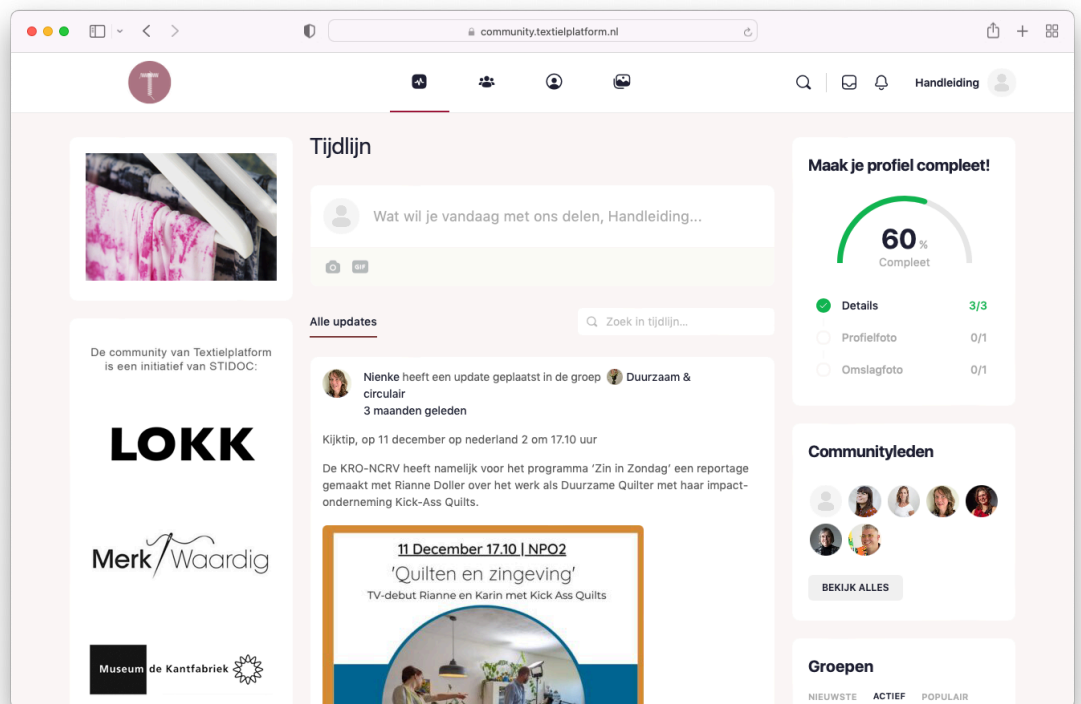 community.textielplatform.nl
T
Handleiding
De community van Textielplatform
is een initiatief van STIDOC:
LOKK
Merk Waardig
Museum de Kantfabriek
Tijdlijn
Wat wil je vandaag met ons delen, Handleiding...
GIF
Alle updates
Zoek in tijdlijn...
Nienke heeft een update geplaatst in de groep Duurzaam &
circulair
3 maanden geleden
Kijktip, op 11 december op nederland 2 om 17.10 uur
De KRO-NCRV heeft namelijk voor het programma ‘Zin in Zondag’ een reportage
gemaakt met Rianne Doller over het werk als Duurzame Quilter met haar impact-
onderneming Kick-Ass Quilts.
11 December 17.10 | NPO2
'Quilten en zingeving'
TV-debut Rianne en Karin met Kick Ass Quilts
Maak je profiel compleet!
60 %
Compleet
Details 3/3
Profielfoto 0/1
Omslagfoto 0/1
Communityleden
BEKIJK ALLES
Groepen
NIEUWSTE ACTIEF POPULAIR